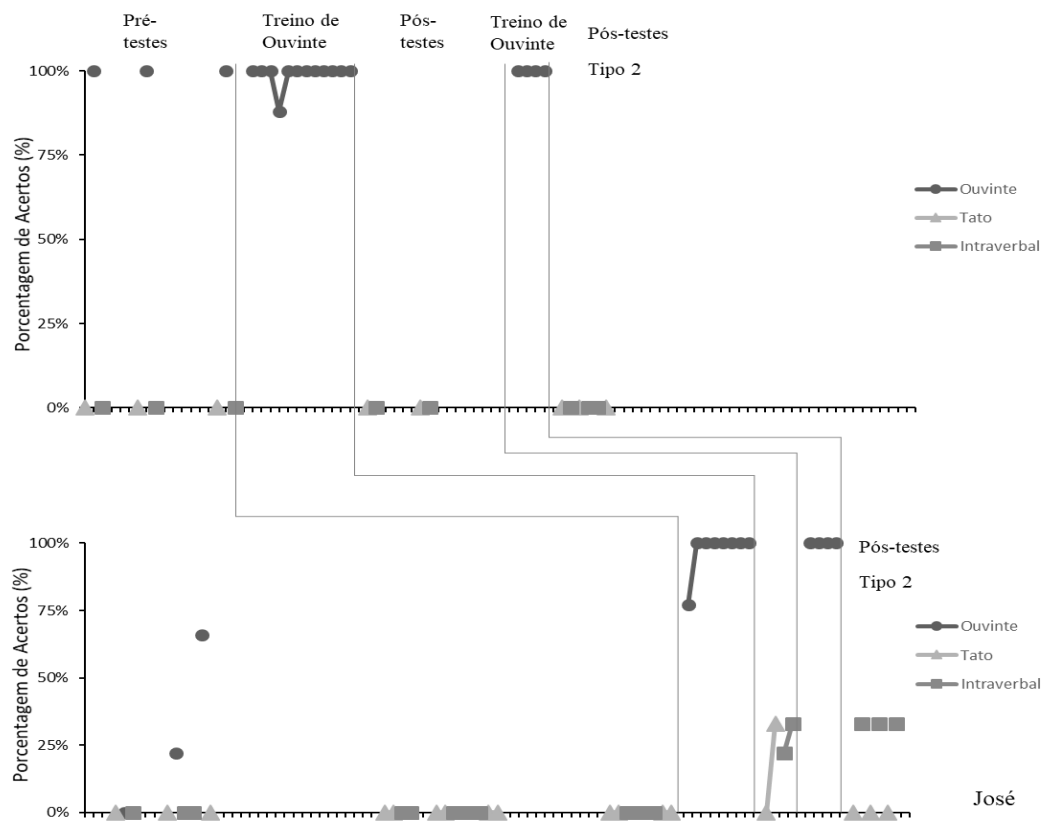 Pré-
testes
Treino de
Ouvinte
Pós-
testes
Treino de
Ouvinte
Pós-testes
Tipo 2
Porcentagem de Acertos (%)
100%
75%
50%
25%
0%
Ouvinte
Tato
Intraverbal
Porcentagem de Acertos (%)
100%
75%
50%
25%
0%
Pós-testes
Tipo 2
Ouvinte
Tato
Intraverbal
José